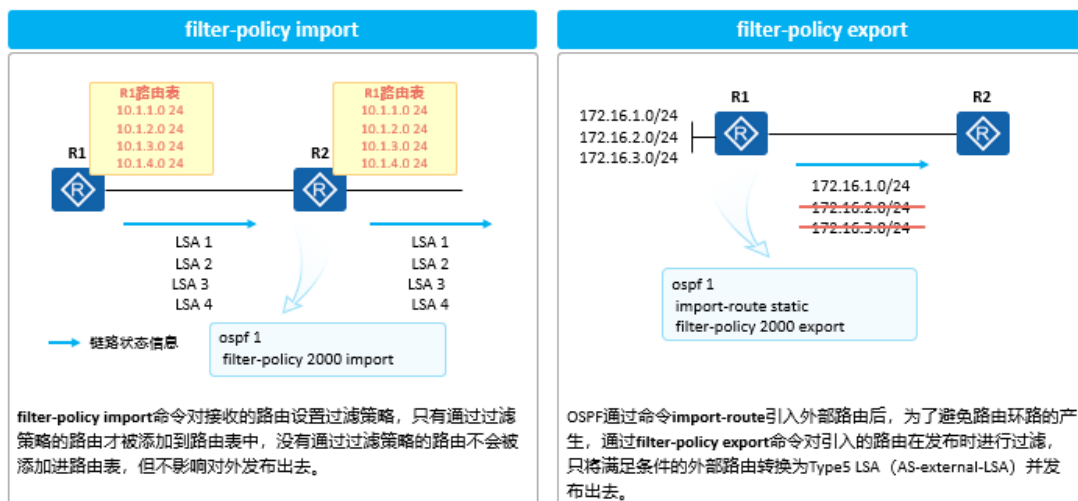 filter-policy import
R1路由表
10.1.1.0 24
10.1.2.0 24
10.1.3.0 24
10.1.4.0 24
R1路由表
10.1.1.0 24
10.1.2.0 24
10.1.3.0 24
10.1.4.0 24
R1
R2
LSA 1
LSA 2
LSA 3
LSA 4
LSA 1
LSA 2
LSA 3
LSA 4
链路状态信息
ospf 1
filter-policy 2000 import
filter-policy import命令对接收的路由设置过滤策略，只有通过过滤
策略的路由才被添加到路由表中，没有通过过滤策略的路由不会被
添加进路由表，但不影响对外发布出去。
filter-policy export
R1
R2
172.16.1.0/24
172.16.2.0/24
172.16.3.0/24
172.16.1.0/24
172.16.2.0/24
172.16.3.0/24
ospf 1
import-route static
filter-policy 2000 export
OSPF通过命令import-route引入外部路由后，为了避免路由环路的产
生，通过filter-policy export命令对引入的路由在发布时进行过滤，
只将满足条件的外部路由转换为Type5 LSA（AS-external-LSA）并发
布出去。